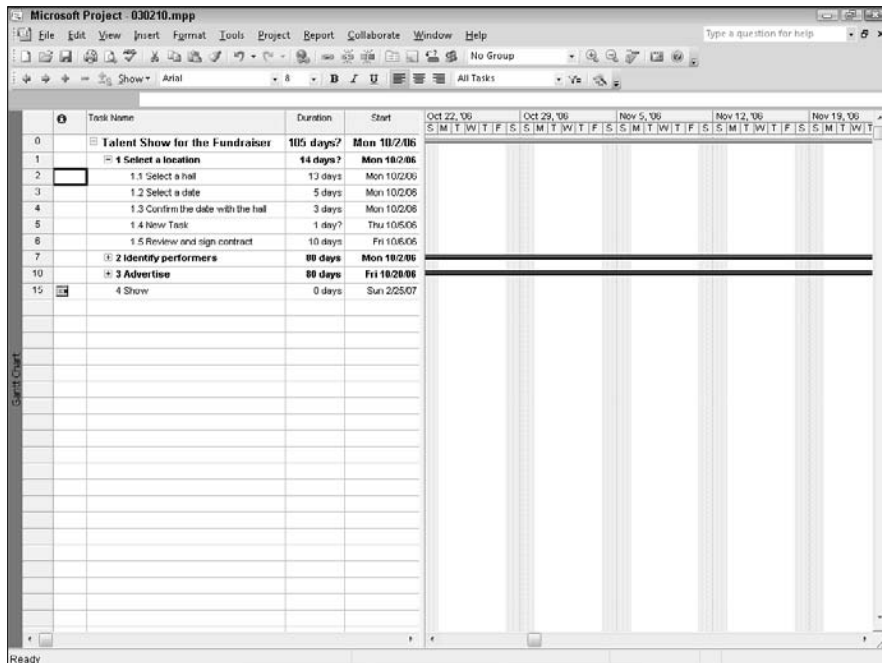 Microsoft Project - 030210.mpp
File Edit View Insert Format Tools Project Report Collaborate Window Help
Type a question for help
No Group
Show Arial 8 B I U All Tasks
Task Name Duration Start
Oct 22, '06 Oct 29, '06 Nov 5, '06 Nov 12, '06 Nov 19, '06
S M T W T F S S M T W T F S S M T W T F S S M T W T F S S M T W T
0 Talent Show for the Fundraiser 105 days? Mon 10/2/06
1 1 Select a location 14 days? Mon 10/2/06
2 1.1 Select a hall 13 days Mon 10/2/06
3 1.2 Select a date 5 days Mon 10/2/06
4 1.3 Confirm the date with the hall 3 days Mon 10/2/06
5 1.4 New Task 1 day? Thu 10/5/06
6 1.5 Review and sign contract 10 days Fri 10/6/06
7 2 Identify performers 80 days Mon 10/2/06
10 3 Advertise 80 days Fri 10/20/06
15 4 Show 0 days Sun 2/25/07
Gantt Chart
Ready